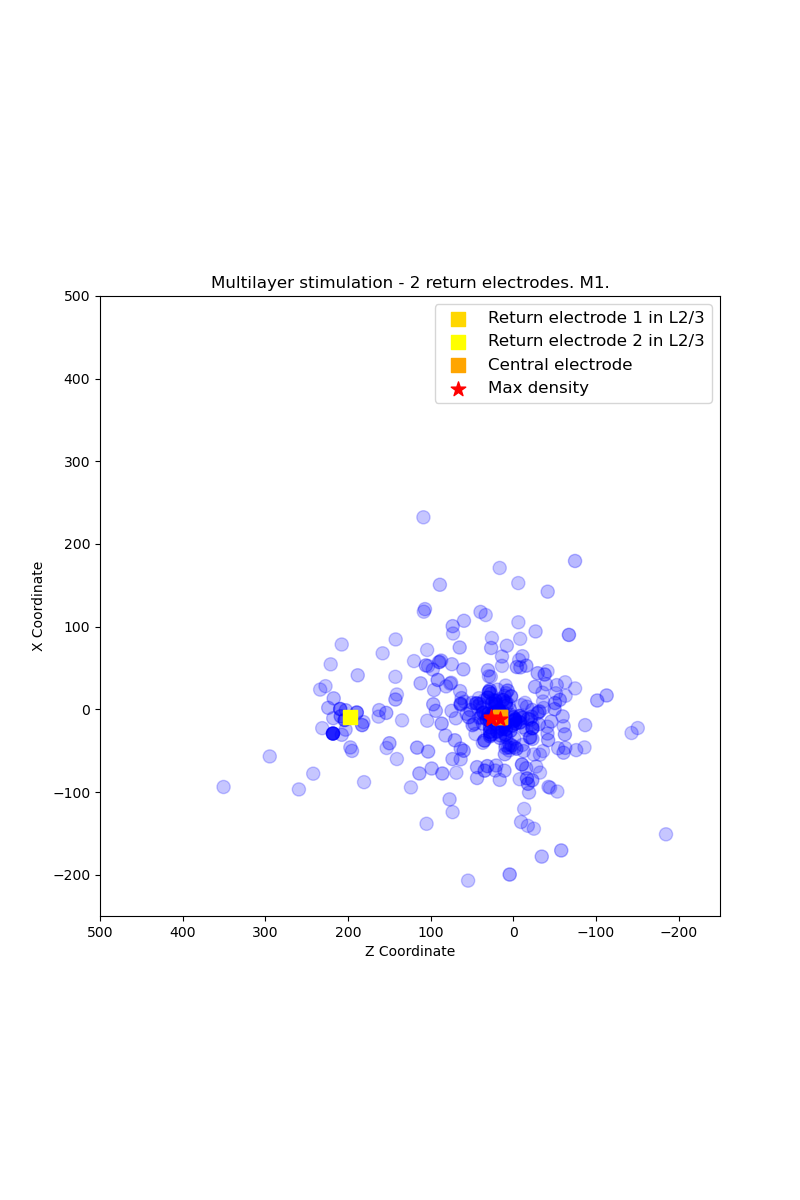 Multilayer stimulation - 2 return electrodes. M1.
500
Return electrode 1 in L2/3
Return electrode 2 in L2/3
Central electrode
Max density
400
300
200
100
0
−100
−200
X Coordinate
500 400 300 200 100 0 −100 −200
Z Coordinate